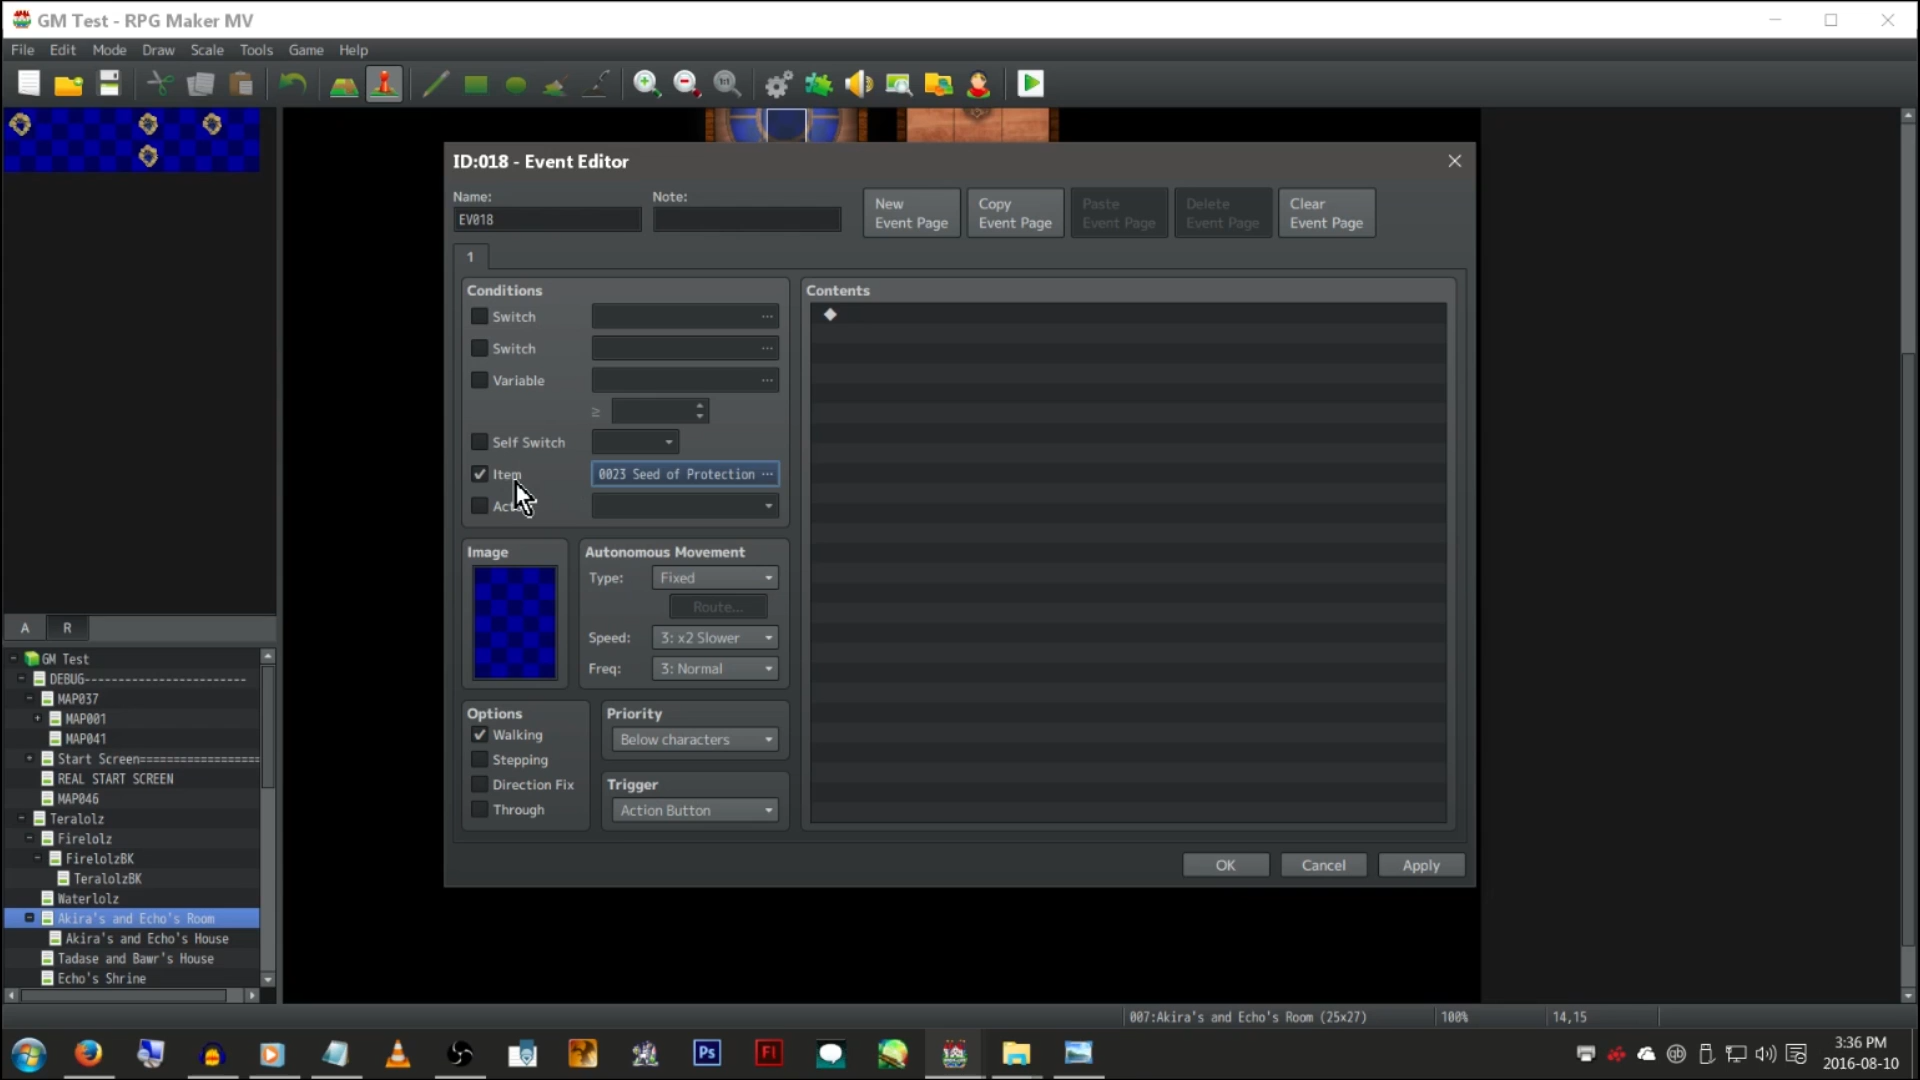 GM Test - RPG Maker MV
File Edit Mode Draw Scale Tools Game Help
1:1
ID:018 - Event Editor
Name:
Note:
EV018
New Event Page
Copy Event Page
Paste Event Page
Delete Event Page
Clear Event Page
1
Conditions
Switch ...
Switch ...
Variable ...
≥
Self Switch
Item 0023 Seed of Protection ...
Image
Autonomous Movement
Type: Fixed
Route...
Speed: 3: x2 Slower
Freq: 3: Normal
Options
Walking
Stepping
Direction Fix
Through
Priority
Below characters
Trigger
Action Button
Contents
OK
Cancel
Apply
A R
GM Test
DEBUG-----------------------
MAP037
MAP001
MAP041
Start Screen=================
REAL START SCREEN
MAP046
Teralolz
Firelolz
FirelolzBK
TeralolzBK
Waterlolz
Akira's and Echo's Room
Akira's and Echo's House
Tadase and Bawr's House
Echo's Shrine
007:Akira's and Echo's Room (25x27) 100% 14,15
Ps
Fl
gb
3:36 PM
2016-08-10